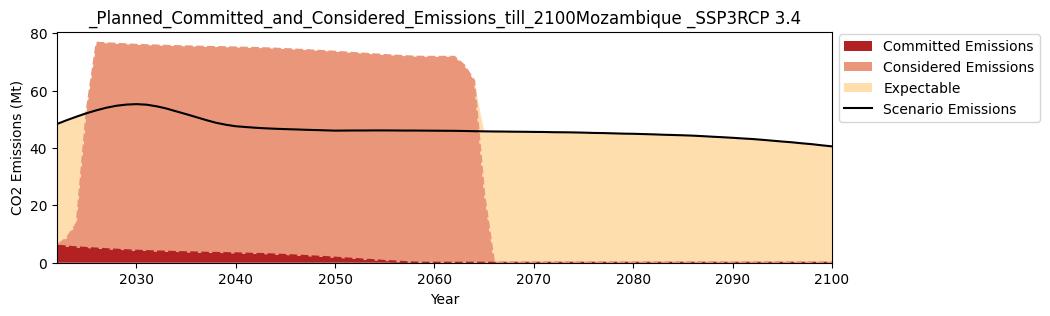 _Planned_Committed_and_Considered_Emissions_till_2100Mozambique _SSP3RCP 3.4
80
60
40
20
0
CO2 Emissions (Mt)
2030 2040 2050 2060 2070 2080 2090 2100
Year
Committed Emissions
Considered Emissions
Expectable
Scenario Emissions